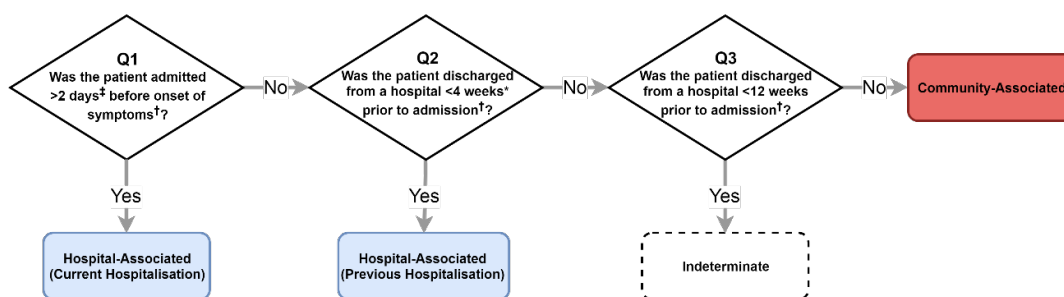 Q1
Was the patient admitted
>2 days‡ before onset of
symptoms†?
No
Q2
Was the patient discharged
from a hospital <4 weeks*
prior to admission†?
No
Q3
Was the patient discharged
from a hospital <12 weeks
prior to admission†?
No
Community-Associated
Yes
Yes
Yes
Hospital-Associated
(Current Hospitalisation)
Hospital-Associated
(Previous Hospitalisation)
Indeterminate